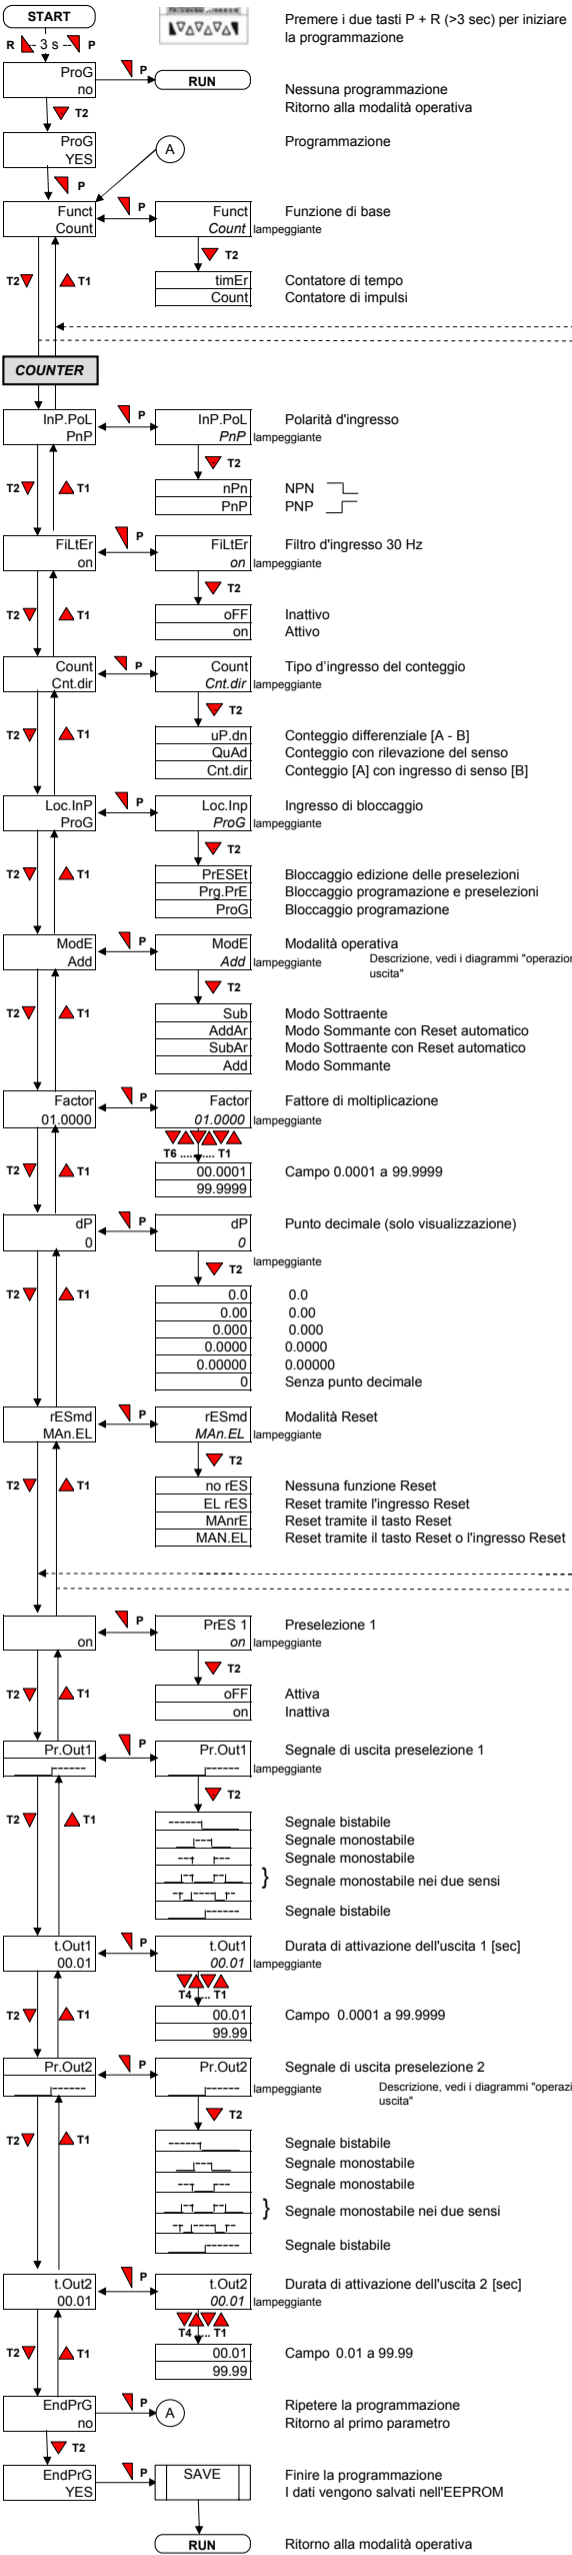 START
Premere i due tasti P + R (>3 sec) per iniziare
la programmazione
R - 3 s -- P
ProG
no
P
RUN
Nessuna programmazione
Ritorno alla modalità operativa
T2
ProG
YES
A
Programmazione
P
Funct
Count
P
Funct
Count
lampeggiante
Funzione di base
T2
T2
T1
timEr
Contatore di tempo
Count
Contatore di impulsi
COUNTER
InP.PoL
PnP
P
InP.PoL
PnP
lampeggiante
Polarità d'ingresso
T2
T2
T1
nPn
NPN
PnP
PNP
FiLtEr
on
P
FiLtEr
on
lampeggiante
Filtro d'ingresso 30 Hz
T2
T2
T1
oFF
Inattivo
on
Attivo
Count
Cnt.dir
P
Count
Cnt.dir
lampeggiante
Tipo d'ingresso del conteggio
T2
T2
T1
uP.dn
Conteggio differenziale [A - B]
QuAd
Conteggio con rilevazione del senso
Cnt.dir
Conteggio [A] con ingresso di senso [B]
Loc.InP
ProG
P
Loc.Inp
ProG
lampeggiante
Ingresso di bloccaggio
T2
T2
T1
PrESEt
Bloccaggio edizione delle preselezioni
Prg.PrE
Bloccaggio programazione e preselezioni
ProG
Bloccaggio programazione
ModE
Add
P
ModE
Add
lampeggiante
Modalità operativa
Descrizione, vedi i diagrammi "operazion
uscita"
T2
T2
T1
Sub
Modo Sottraente
AddAr
Modo Sommante con Reset automatico
SubAr
Modo Sottraente con Reset automatico
Add
Modo Sommante
Factor
01.0000
P
Factor
01.0000
lampeggiante
Fattore di moltiplicazione
T6 .......... T1
T2
T1
00.0001
99.9999
Campo 0.0001 a 99.9999
dP
0
P
dP
0
lampeggiante
Punto decimale (solo visualizzazione)
T2
T2
T1
0.0
0.0
0.00
0.00
0.000
0.000
0.0000
0.0000
0.00000
0.00000
0
Senza punto decimale
rESmd
MAn.EL
P
rESmd
MAn.EL
lampeggiante
Modalità Reset
T2
T2
T1
no rES
Nessuna funzione Reset
EL rES
Reset tramite l'ingresso Reset
MAnrE
Reset tramite il tasto Reset
MAN.EL
Reset tramite il tasto Reset o l'ingresso Reset
on
P
PrES 1
on
lampeggiante
Preselezione 1
T2
T2
T1
oFF
Attiva
on
Inattiva
Pr.Out1
P
Pr.Out1
lampeggiante
Segnale di uscita preselezione 1
T2
T2
T1
Segnale bistabile
Segnale monostabile
Segnale monostabile
} Segnale monostabile nei due sensi
Segnale bistabile
t.Out1
00.01
P
t.Out1
00.01
lampeggiante
Durata di attivazione dell'uscita 1 [sec]
T4 .... T1
T2
T1
00.01
99.99
Campo 0.0001 a 99.9999
Pr.Out2
P
Pr.Out2
lampeggiante
Segnale di uscita preselezione 2
Descrizione, vedi i diagrammi "operazi
uscita"
T2
T2
T1
Segnale bistabile
Segnale monostabile
Segnale monostabile
} Segnale monostabile nei due sensi
Segnale bistabile
t.Out2
00.01
P
t.Out2
00.01
lampeggiante
Durata di attivazione dell'uscita 2 [sec]
T4 .... T1
T2
T1
00.01
99.99
Campo 0.01 a 99.99
EndPrG
no
P
A
Ripetere la programmazione
Ritorno al primo parametro
T2
EndPrG
YES
P
SAVE
Finire la programmazione
I dati vengono salvati nell'EEPROM
RUN
Ritorno alla modalità operativa